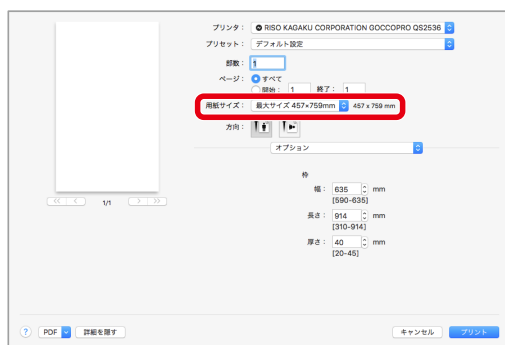 プリンタ： RISO KAGAKU CORPORATION GOCCOPRO QS2536
プリセット： デフォルト設定
部数： 1
ページ： すべて
開始： 1 終了： 1
用紙サイズ： 最大サイズ 457×759mm 457 x 759 mm
方向：
オプション
枠
幅： 635 mm
[590-635]
<< < 1/1 > >>
長さ： 914 mm
[310-914]
厚さ： 40 mm
[20-45]
? PDF 詳細を隠す キャンセル プリント